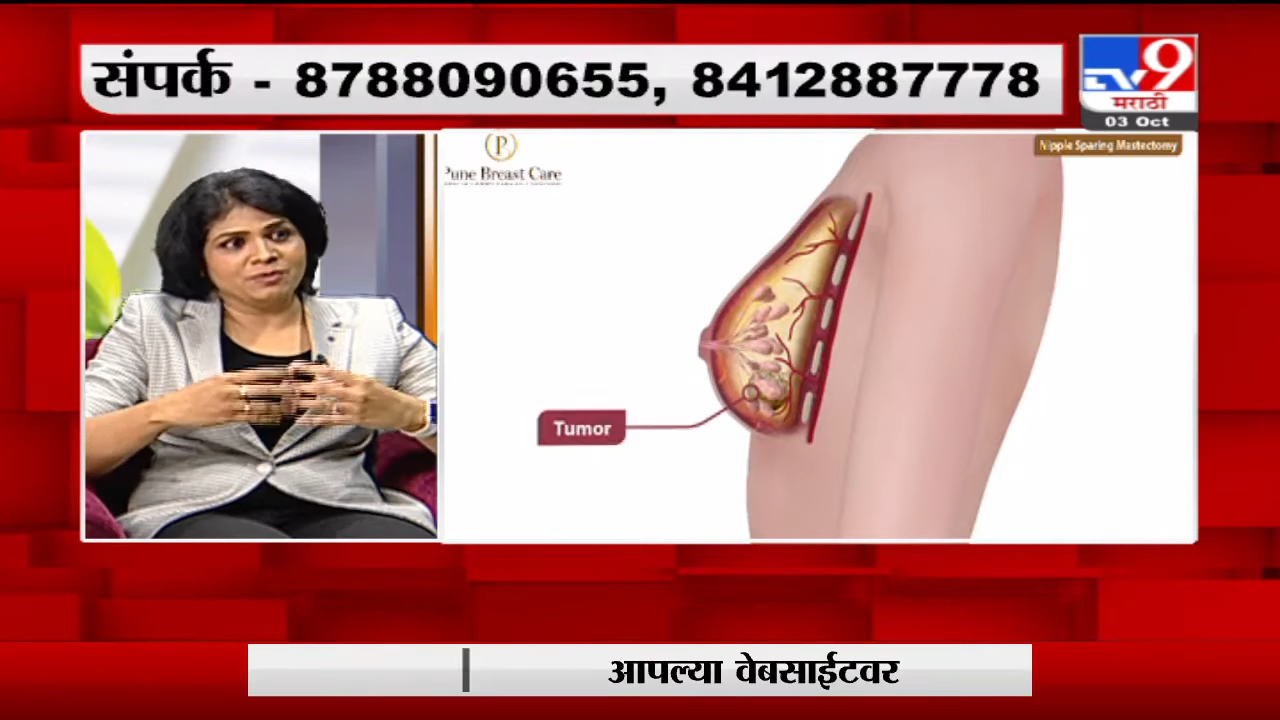 संपर्क - 8788090655, 8412887778
TV9
मराठी
03 Oct
P
Pune Breast Care
Nipple Sparing Mastectomy
Tumor
आपल्या वेबसाईटवर